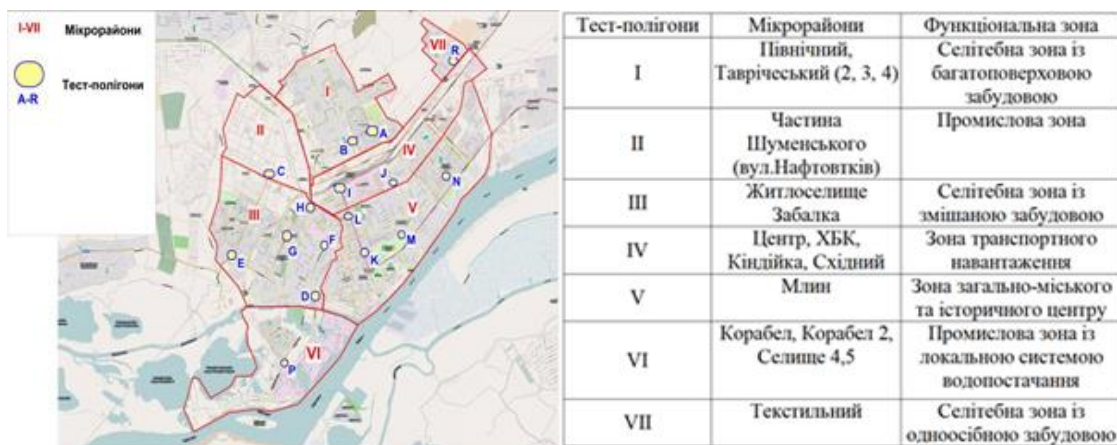 I-VII Мікрорайони
A-R Тест-полігони
I
II
III
IV
V
VI
VII
A
B
C
D
E
F
G
H
I
J
K
L
M
N
P
R
Тест-полігони Мікрорайони Функціональна зона
I Північний, Селітебна зона із
Таврічеський (2, 3, 4) багатоповерховою
забудовою
II Частина Промислова зона
Шуменського
(вул.Нафтовтків)
III Житлоселище Селітебна зона із
Забалка змішаною забудовою
IV Центр, ХБК, Зона транспортного
Кіндійка, Східний навантаження
V Млин Зона загально-міського
та історичного центру
VI Корабел, Корабел 2, Промислова зона із
Селище 4,5 локальною системою
водопостачання
VII Текстильний Селітебна зона із
одноосібною забудовою